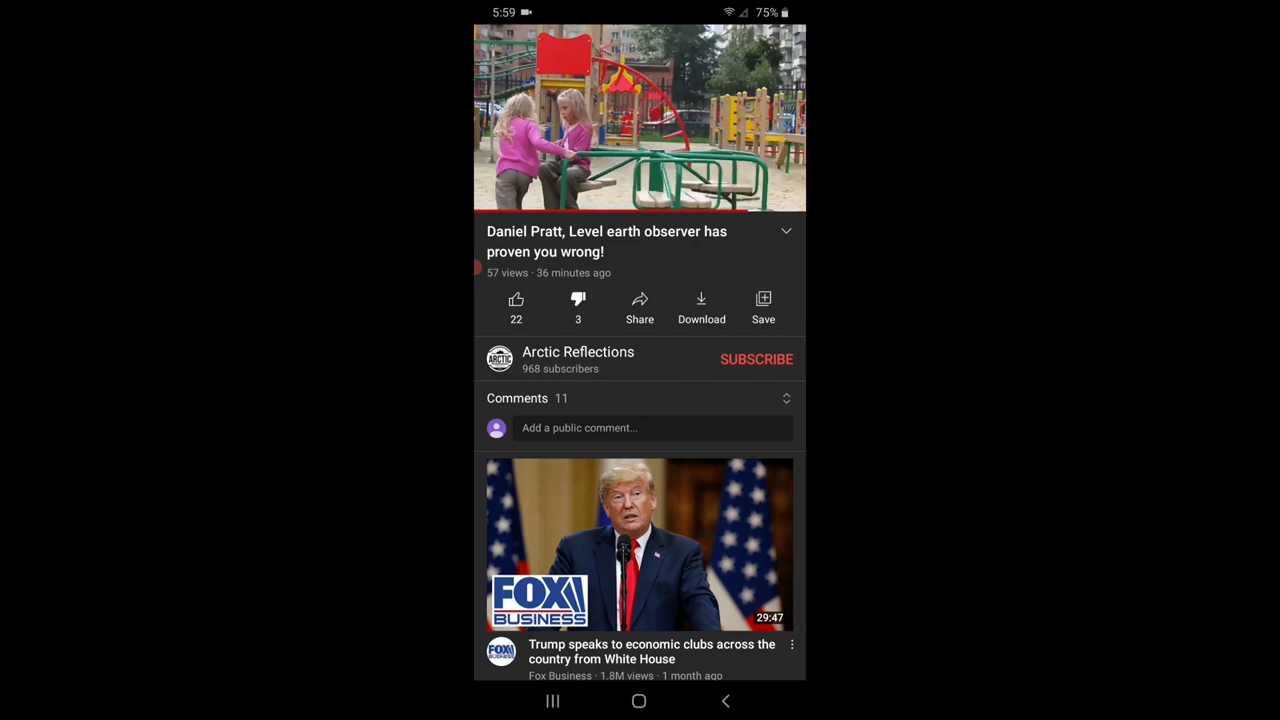 5:59
75%
Daniel Pratt, Level earth observer has
proven you wrong!
57 views · 36 minutes ago
22
3
Share
Download
Save
ARCTIC
Arctic Reflections
968 subscribers
SUBSCRIBE
Comments 11
Add a public comment...
FOX
BUSINESS
29:47
Trump speaks to economic clubs across the
country from White House
Fox Business · 1.8M views · 1 month ago